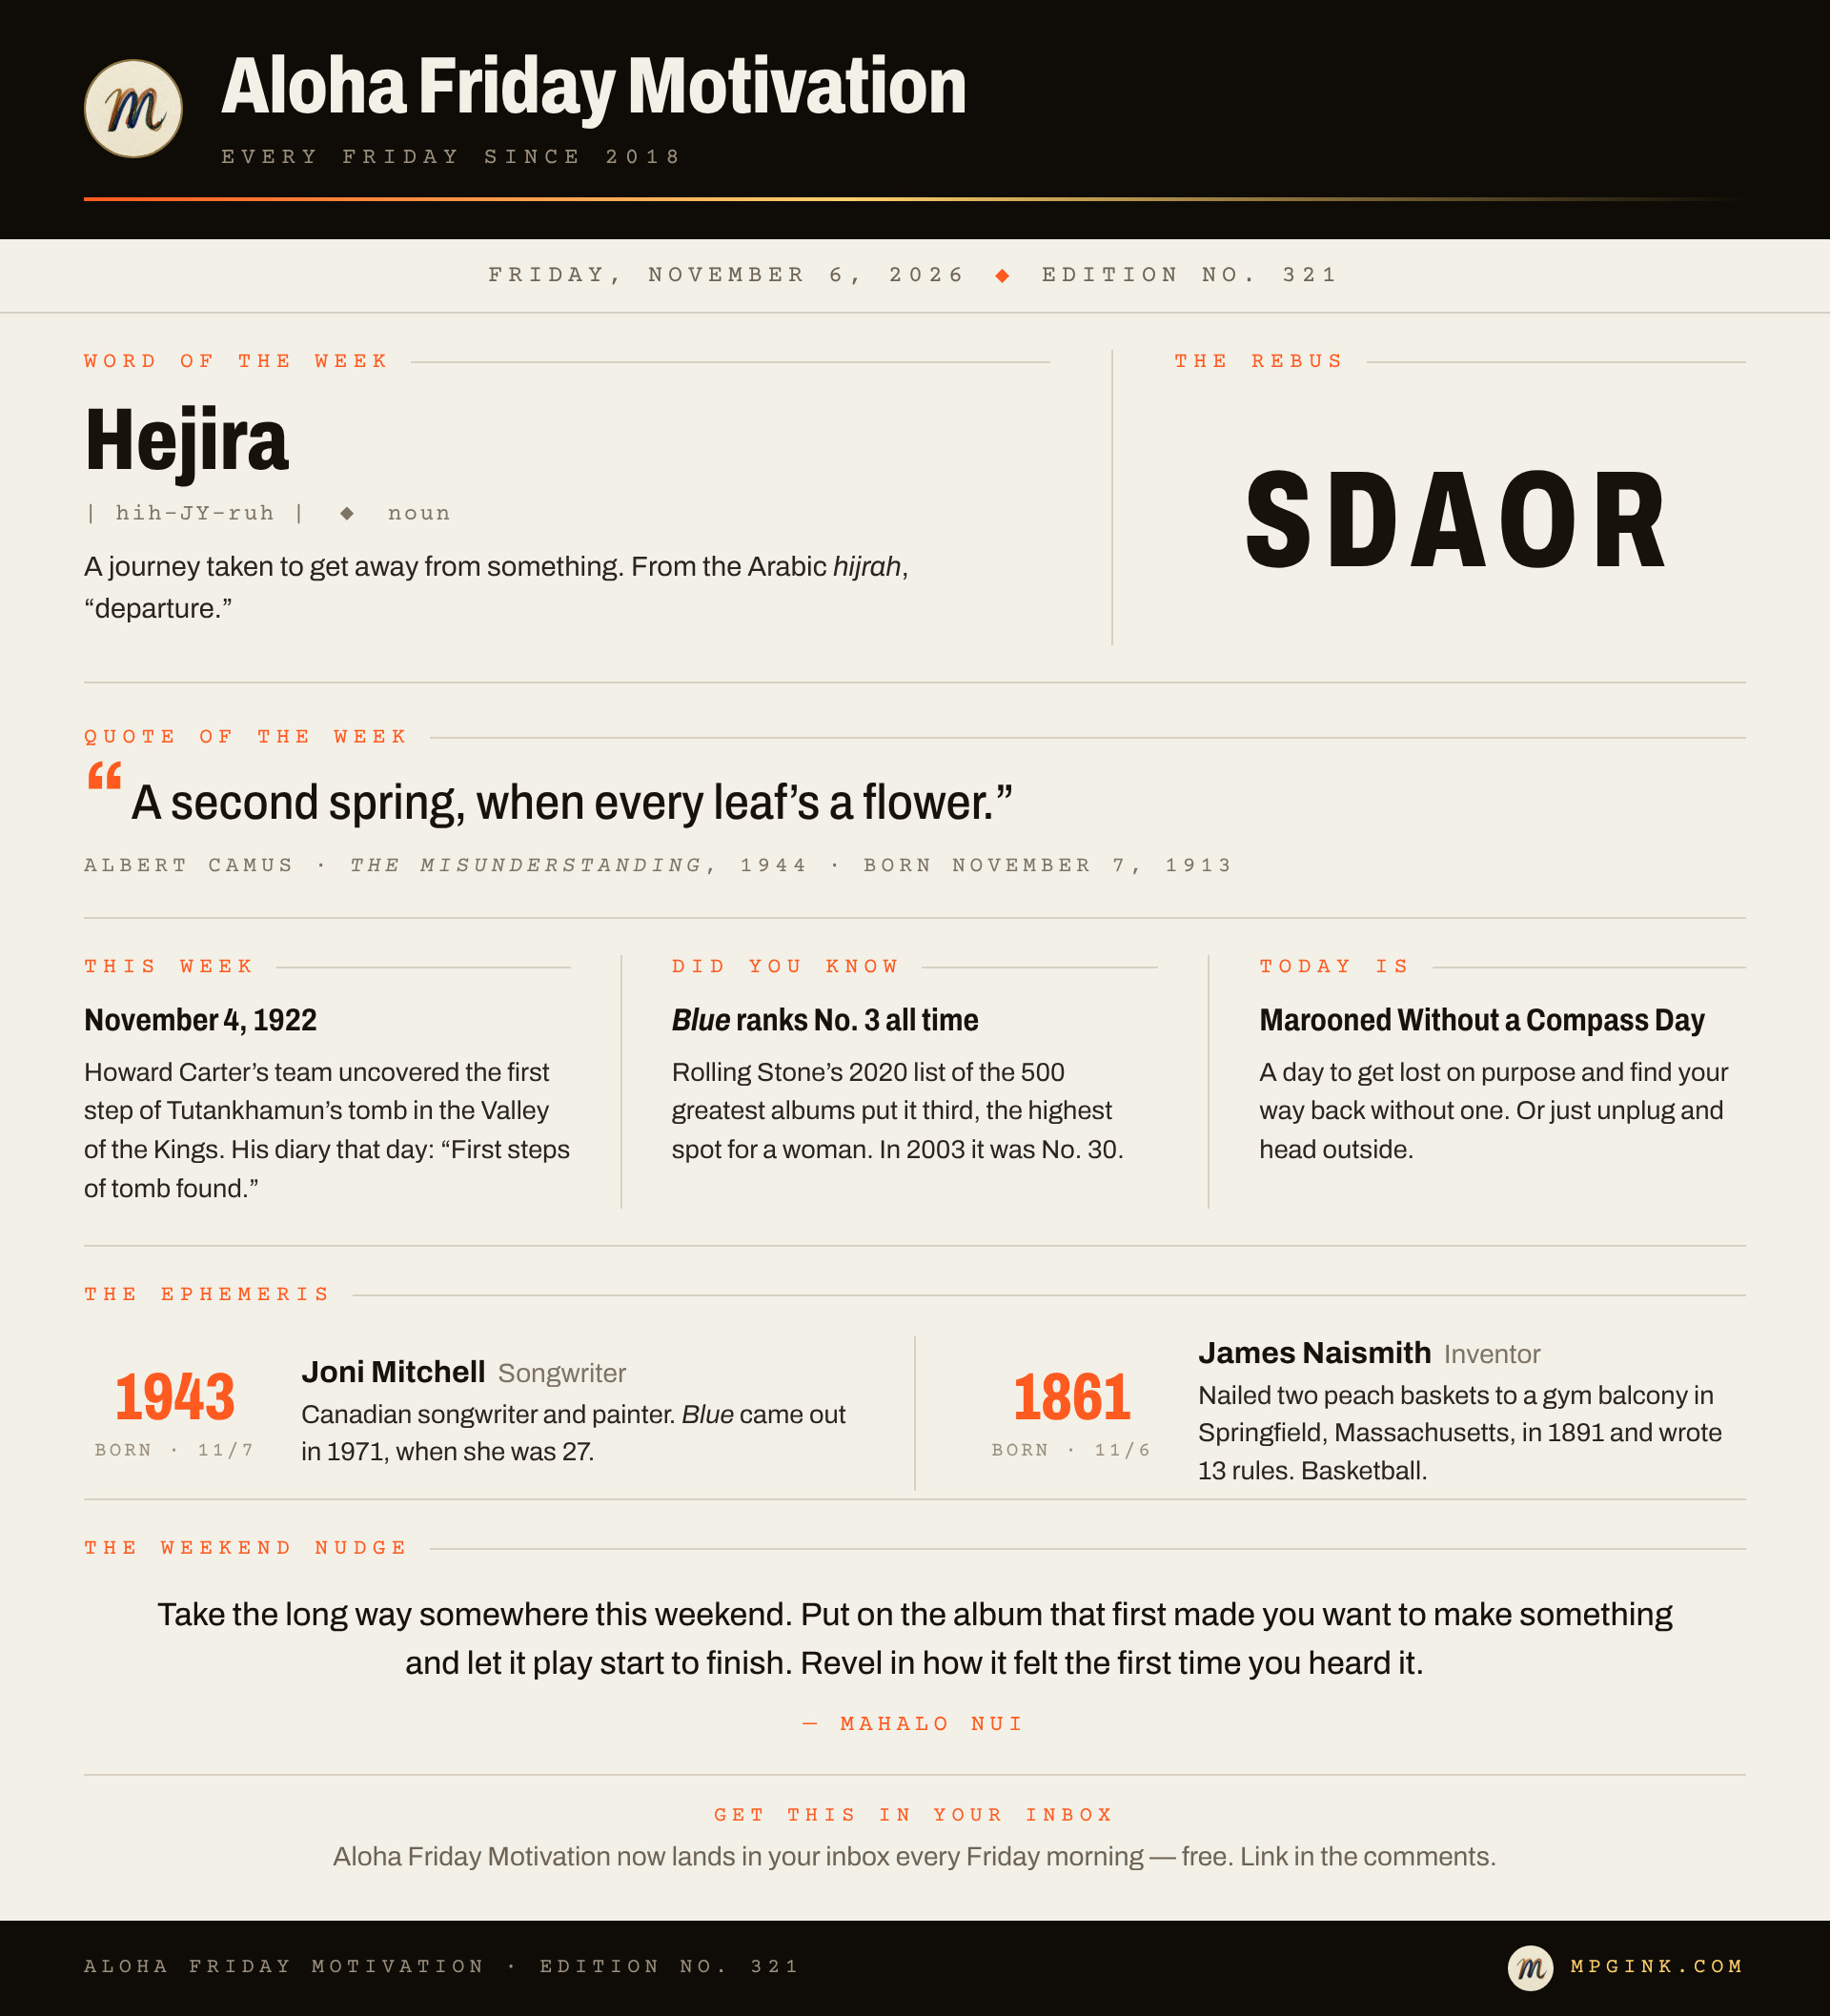 m
Aloha Friday Motivation
EVERY FRIDAY SINCE 2018
FRIDAY, NOVEMBER 6, 2026 ◆ EDITION NO. 321
WORD OF THE WEEK
Hejira
| hih-JY-ruh | ◆ noun
A journey taken to get away from something. From the Arabic hijrah,
“departure.”
THE REBUS
SDAOR
QUOTE OF THE WEEK
“A second spring, when every leaf’s a flower.”
ALBERT CAMUS · THE MISUNDERSTANDING, 1944 · BORN NOVEMBER 7, 1913
THIS WEEK
November 4, 1922
Howard Carter’s team uncovered the first
step of Tutankhamun’s tomb in the Valley
of the Kings. His diary that day: “First steps
of tomb found.”
DID YOU KNOW
Blue ranks No. 3 all time
Rolling Stone’s 2020 list of the 500
greatest albums put it third, the highest
spot for a woman. In 2003 it was No. 30.
TODAY IS
Marooned Without a Compass Day
A day to get lost on purpose and find your
way back without one. Or just unplug and
head outside.
THE EPHEMERIS
1943
BORN · 11/7
Joni Mitchell Songwriter
Canadian songwriter and painter. Blue came out
in 1971, when she was 27.
1861
BORN · 11/6
James Naismith Inventor
Nailed two peach baskets to a gym balcony in
Springfield, Massachusetts, in 1891 and wrote
13 rules. Basketball.
THE WEEKEND NUDGE
Take the long way somewhere this weekend. Put on the album that first made you want to make something
and let it play start to finish. Revel in how it felt the first time you heard it.
— MAHALO NUI
GET THIS IN YOUR INBOX
Aloha Friday Motivation now lands in your inbox every Friday morning — free. Link in the comments.
ALOHA FRIDAY MOTIVATION · EDITION NO. 321
m
MPGINK.COM